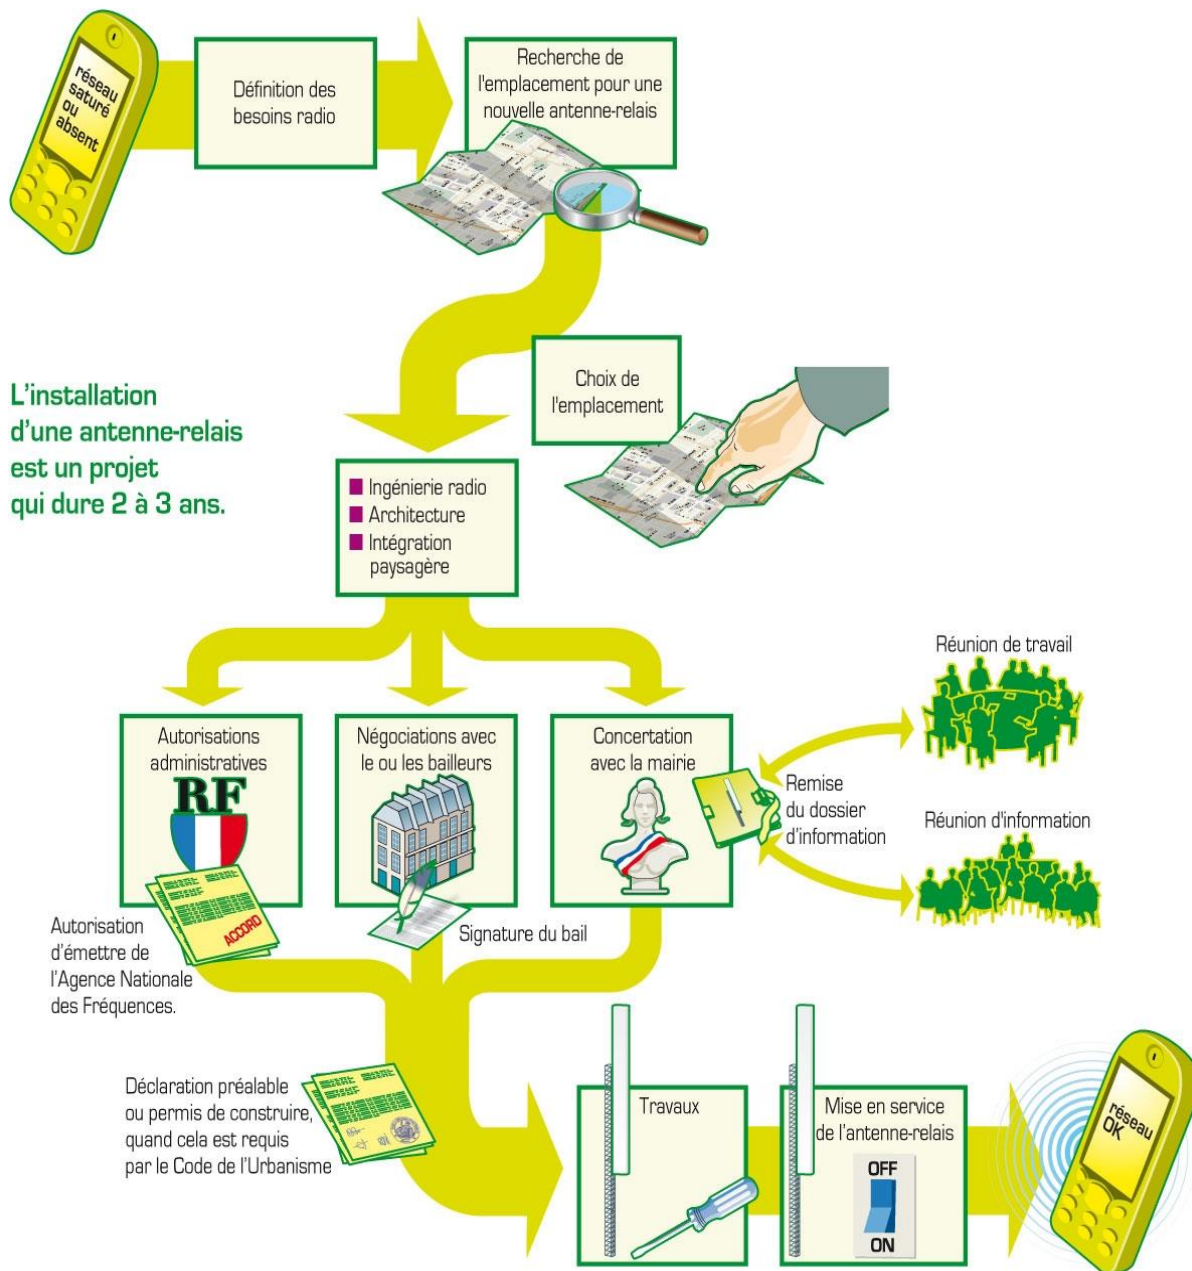 réseau
saturé
ou
absent
Définition des
besoins radio
Recherche de
l'emplacement pour une
nouvelle antenne-relais
Choix de
l'emplacement
L'installation
d'une antenne-relais
est un projet
qui dure 2 à 3 ans.
Ingénierie radio
Architecture
Intégration
paysagère
Autorisations
administratives
RF
ACCORD
Autorisation
d'émettre de
l'Agence Nationale
des Fréquences.
Négociations avec
le ou les bailleurs
Signature du bail
Concertation
avec la mairie
Remise
du dossier
d'information
Réunion de travail
Réunion d'information
Déclaration préalable
ou permis de construire,
quand cela est requis
par le Code de l'Urbanisme
Travaux
Mise en service
de l'antenne-relais
OFF
ON
réseau
OK